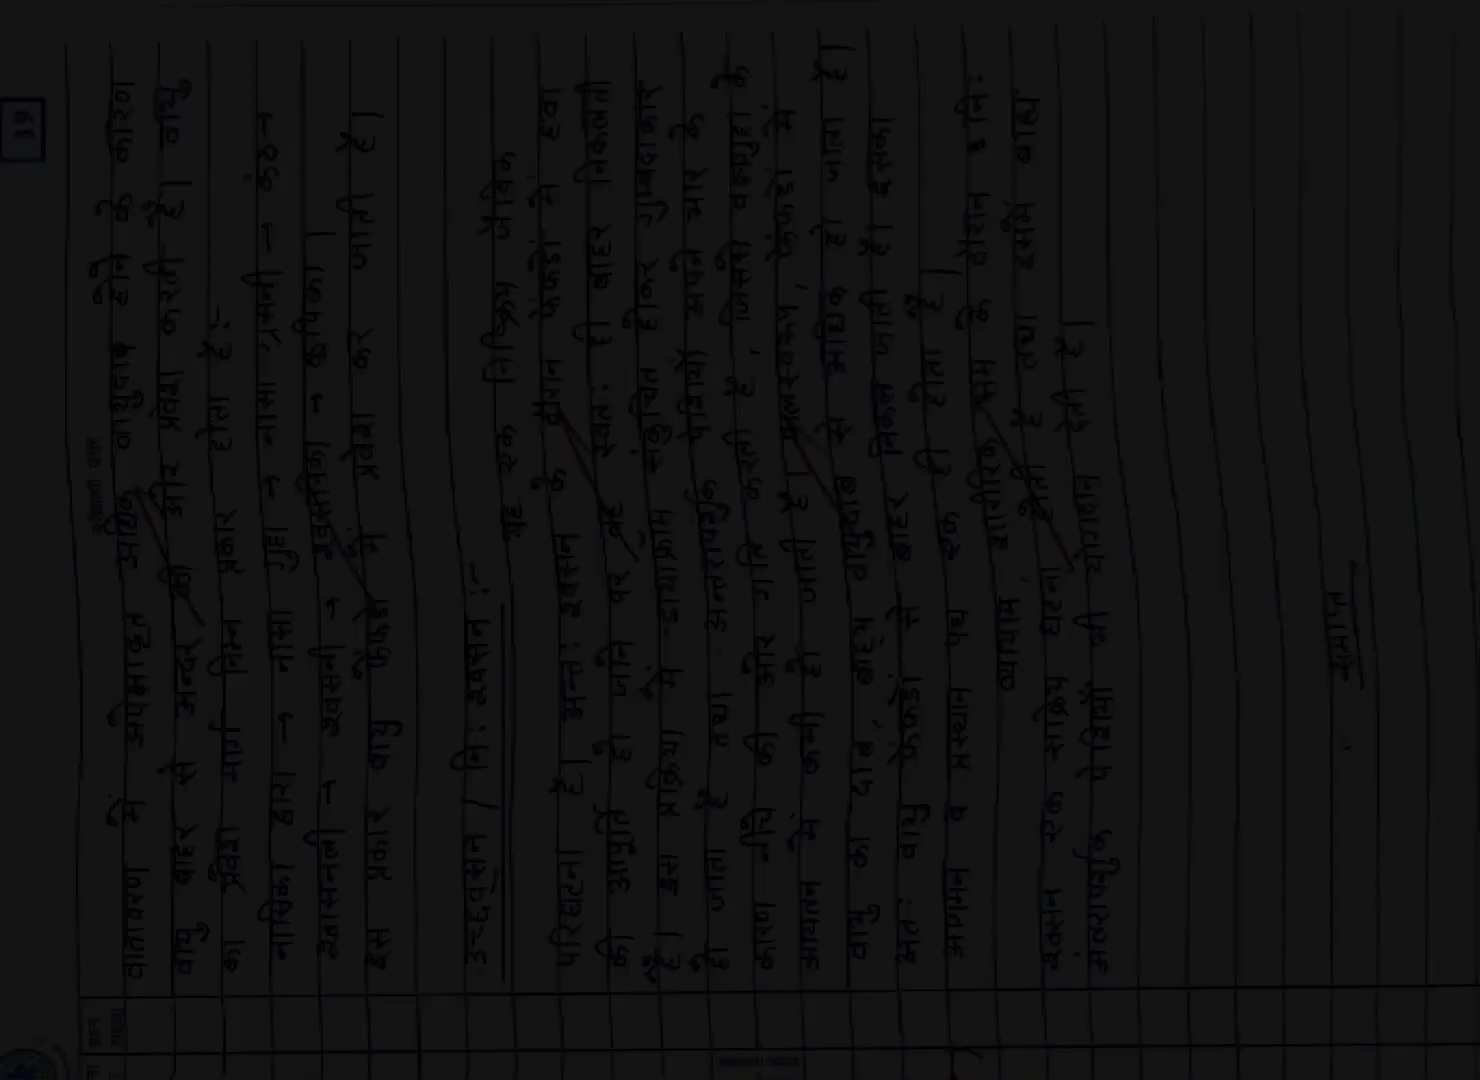 19
वातावरण में अपेक्षाकृत अधिक वायुदाब होने के कारण
वायु बाहर से अन्दर की ओर प्रवेश करती है। वायु
का प्रवेश मार्ग निम्न प्रकार होता है:-
नासिका द्वारा → नासा गुहा → नासा ग्रसनी → कंठ
श्वासनली → श्वसनी → श्वसनिका → कूपिका।
इस प्रकार वायु फेंफड़ों में प्रवेश कर जाती है।
उच्छ्वसन / नि: श्वसन :-
यह एक निष्क्रिय जैविक
परिघटना है। अन्त: श्वसन के दौरान फेंफड़ों में हवा
की आपूर्ति हो जाने पर वह स्वत: ही बाहर निकलती
है। इस प्रक्रिया में डायाफ्राम संकुचित होकर गुम्बदाकार
हो जाता है तथा अन्तरापर्शुक पेशियाँ अपने भार के
कारण नीचे की ओर गति करती है, जिससे वक्षगुहा के
आयतन में कमी हो जाती है। फलस्वरूप, फेंफड़ों में
वायु का दाब, बाह्य वायुदाब से अधिक हो जाता है।
अत: वायु फेंफड़ों से बाहर निकल जाती है। इसका
आगमन व प्रस्थान पथ एक ही होता है।
व्यायाम, शारीरिक श्रम के दौरान नि:
श्वसन एक सक्रिय घटना होती है तथा इसमें बाह्य
अंतरापर्शुक पेशियाँ भी योगदान देती है।
समाप्त